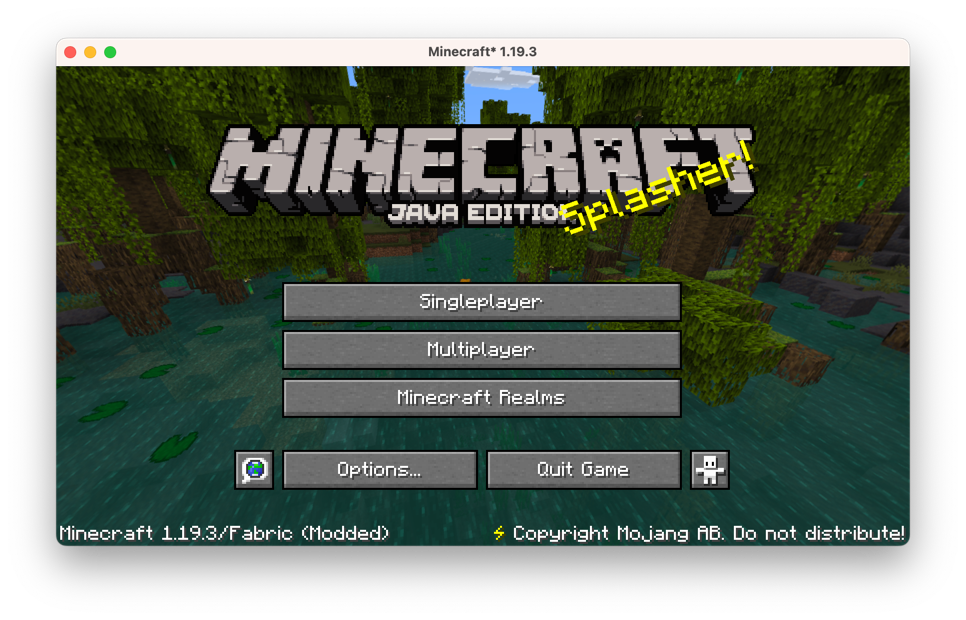 Minecraft* 1.19.3
MINECRAFT
JAVA EDITION
Splasher!
Singleplayer
Multiplayer
Minecraft Realms
Options...
Quit Game
Minecraft 1.19.3/Fabric (Modded)
⚡ Copyright Mojang AB. Do not distribute!